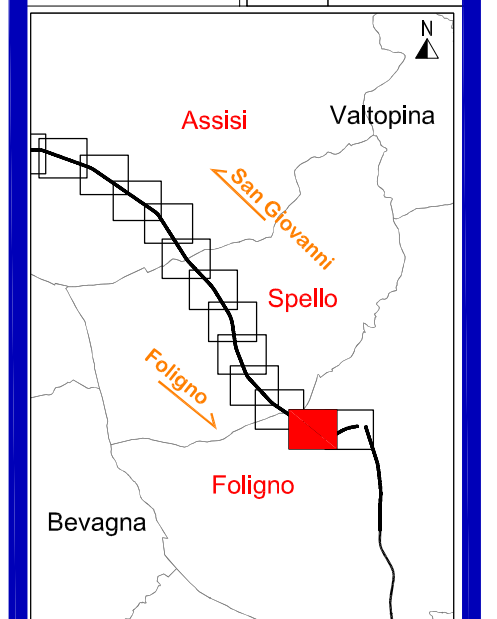 N
Valtopina
Assisi
San Giovanni
Spello
Foligno
Foligno
Bevagna